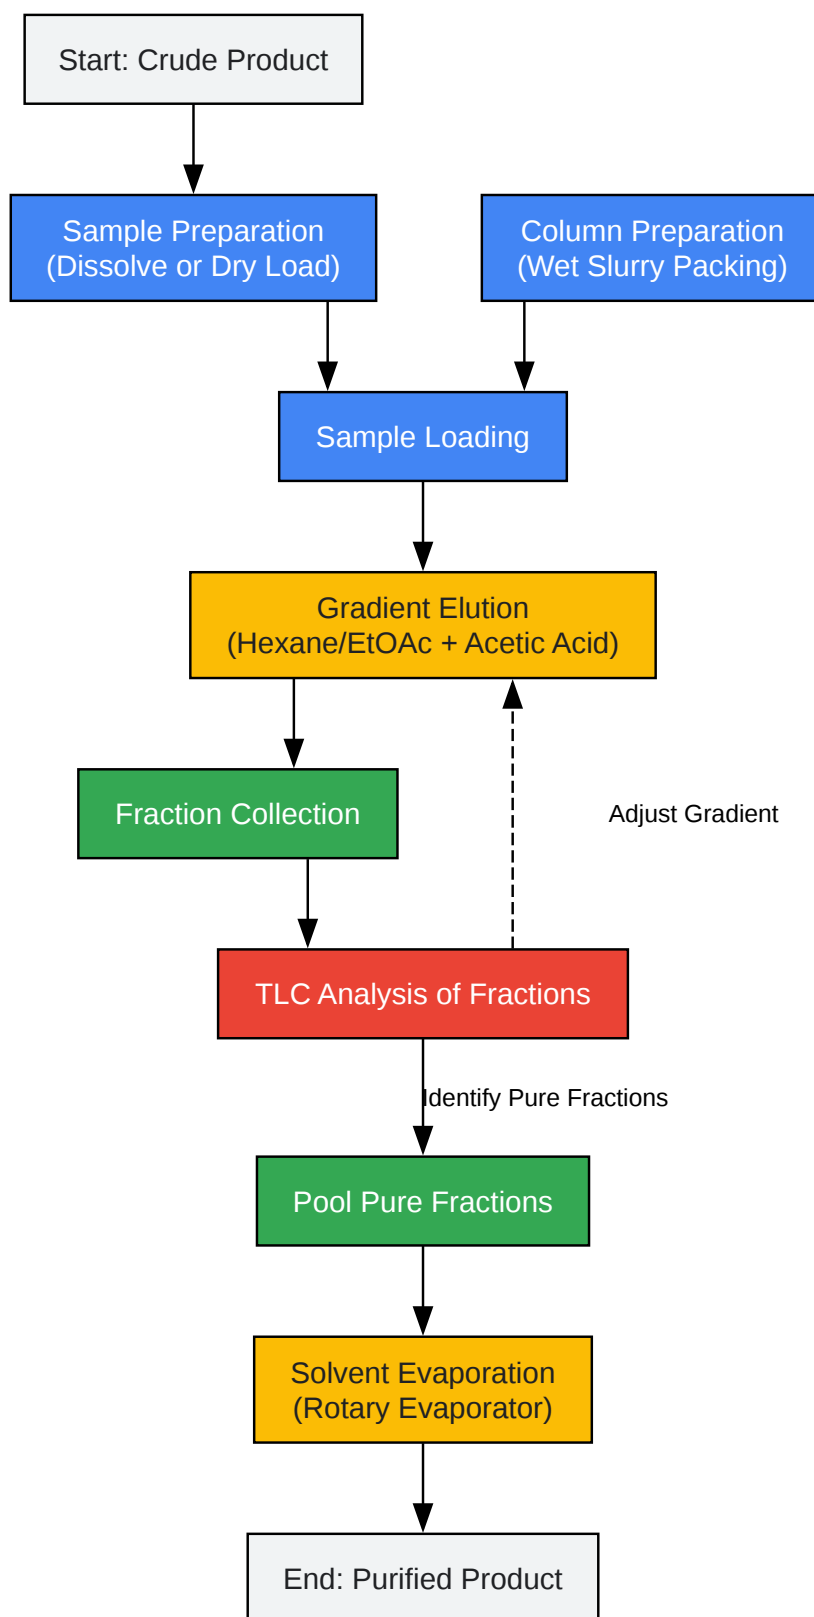 Start: Crude Product
Sample Preparation
(Dissolve or Dry Load)
Column Preparation
(Wet Slurry Packing)
Sample Loading
Gradient Elution
(Hexane/EtOAc + Acetic Acid)
Fraction Collection
Adjust Gradient
TLC Analysis of Fractions
Identify Pure Fractions
Pool Pure Fractions
Solvent Evaporation
(Rotary Evaporator)
End: Purified Product